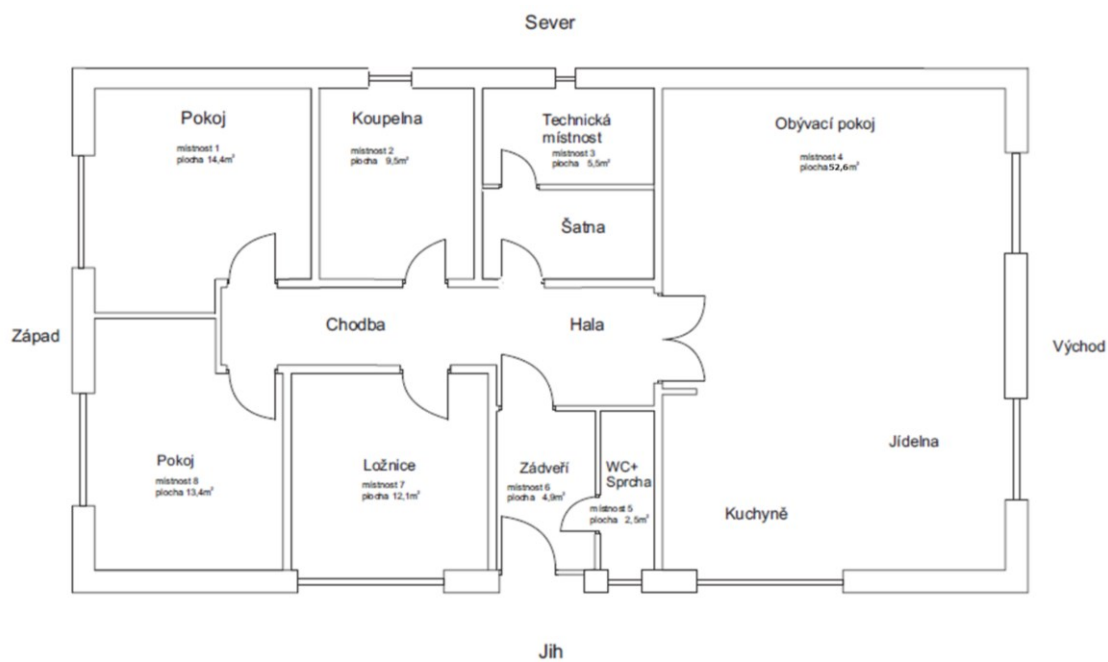 Sever
Pokoj
místnost 1
plocha 14,4m²
Koupelna
místnost 2
plocha 9,5m²
Technická
místnost
místnost 3
plocha 5,5m²
Obývací pokoj
místnost 4
plocha 52,6m²
Šatna
Západ
Chodba
Hala
Východ
Jídelna
Pokoj
místnost 8
plocha 13,4m²
Ložnice
místnost 7
plocha 12,1m²
Zádveří
místnost 6
plocha 4,9m²
WC+
Sprcha
místnost 5
plocha 2,5m²
Kuchyně
Jih